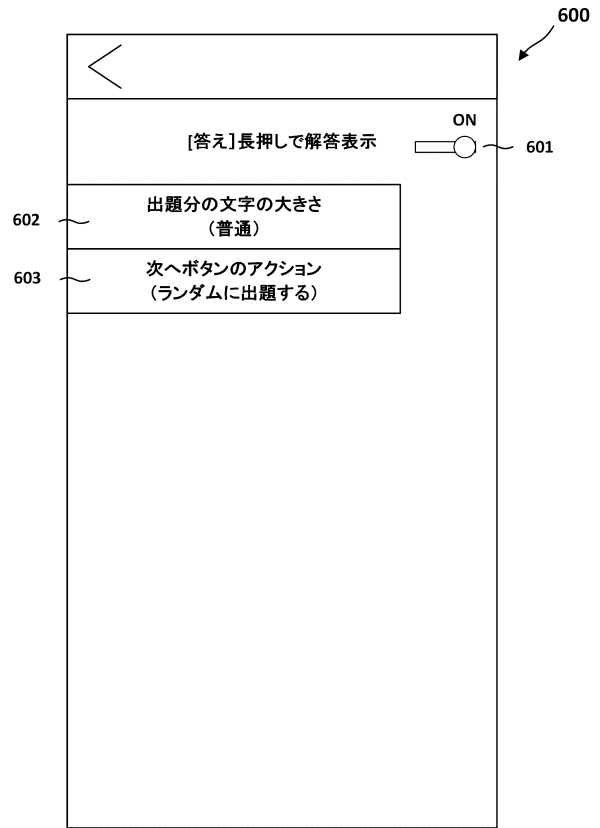 600
ON
[答え]長押しで解答表示
601
出題分の文字の大きさ
602
(普通)
次へボタンのアクション
603
(ランダムに出題する)